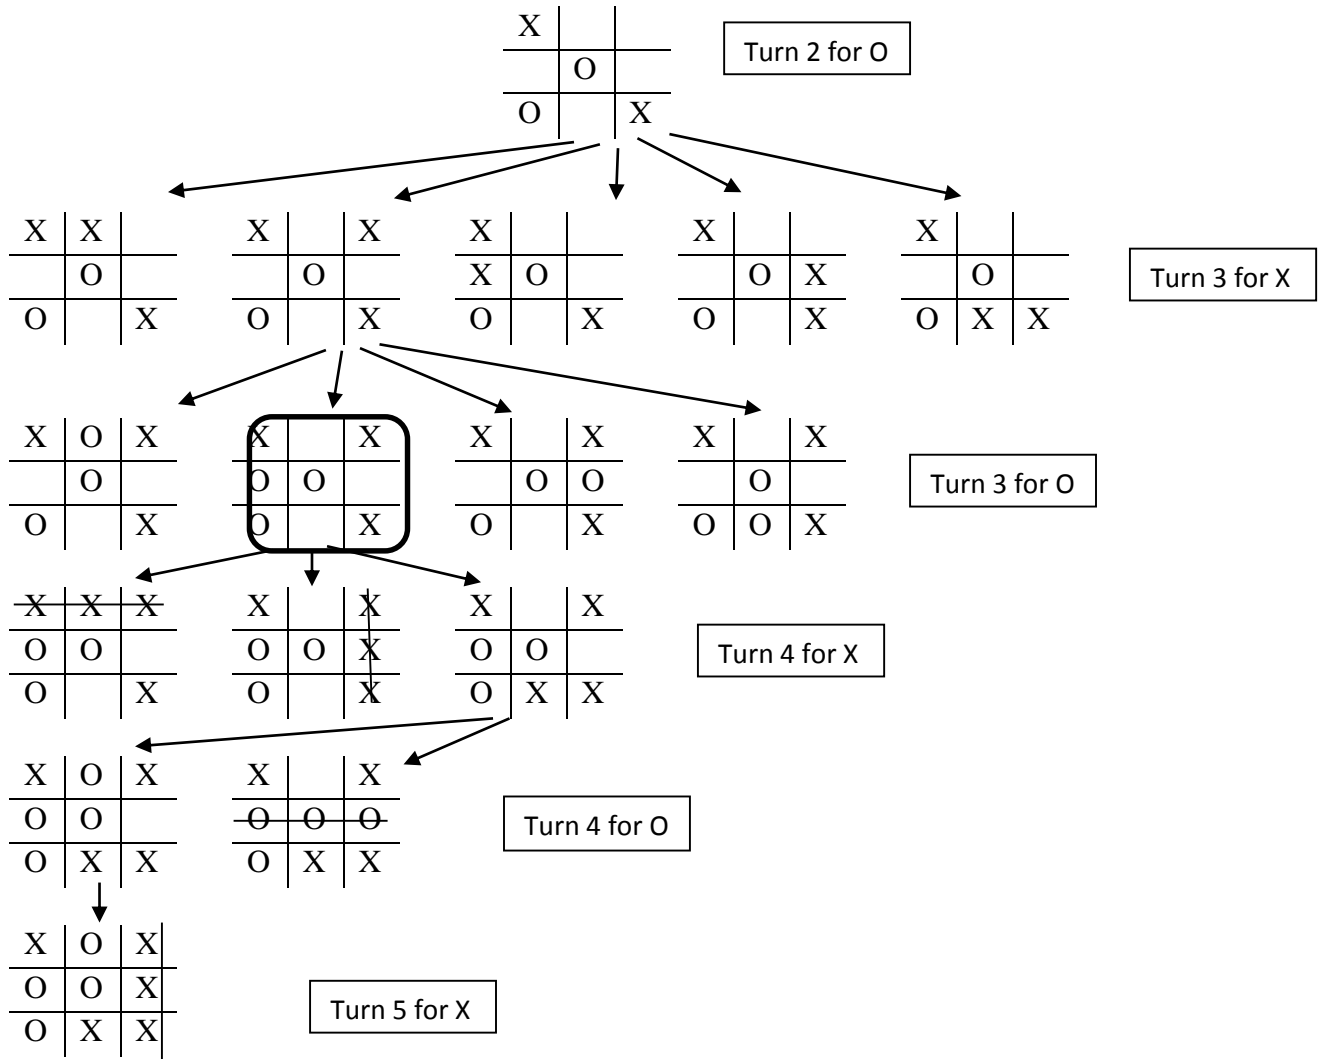 X
O
O X
Turn 2 for O
X X
O
O X
X X
O
O X
X
X O
O X
X
O X
O X
X
O
O X X
Turn 3 for X
X O X
O
O X
X X
O O
O X
X X
O O
O X
X X
O
O O X
Turn 3 for O
X X X
O O
O X
X X
O O X
O X
X X
O O
O X X
Turn 4 for X
X O X
O O
O X X
X X
O O O
O X X
Turn 4 for O
X O X
O O X
O X X
Turn 5 for X